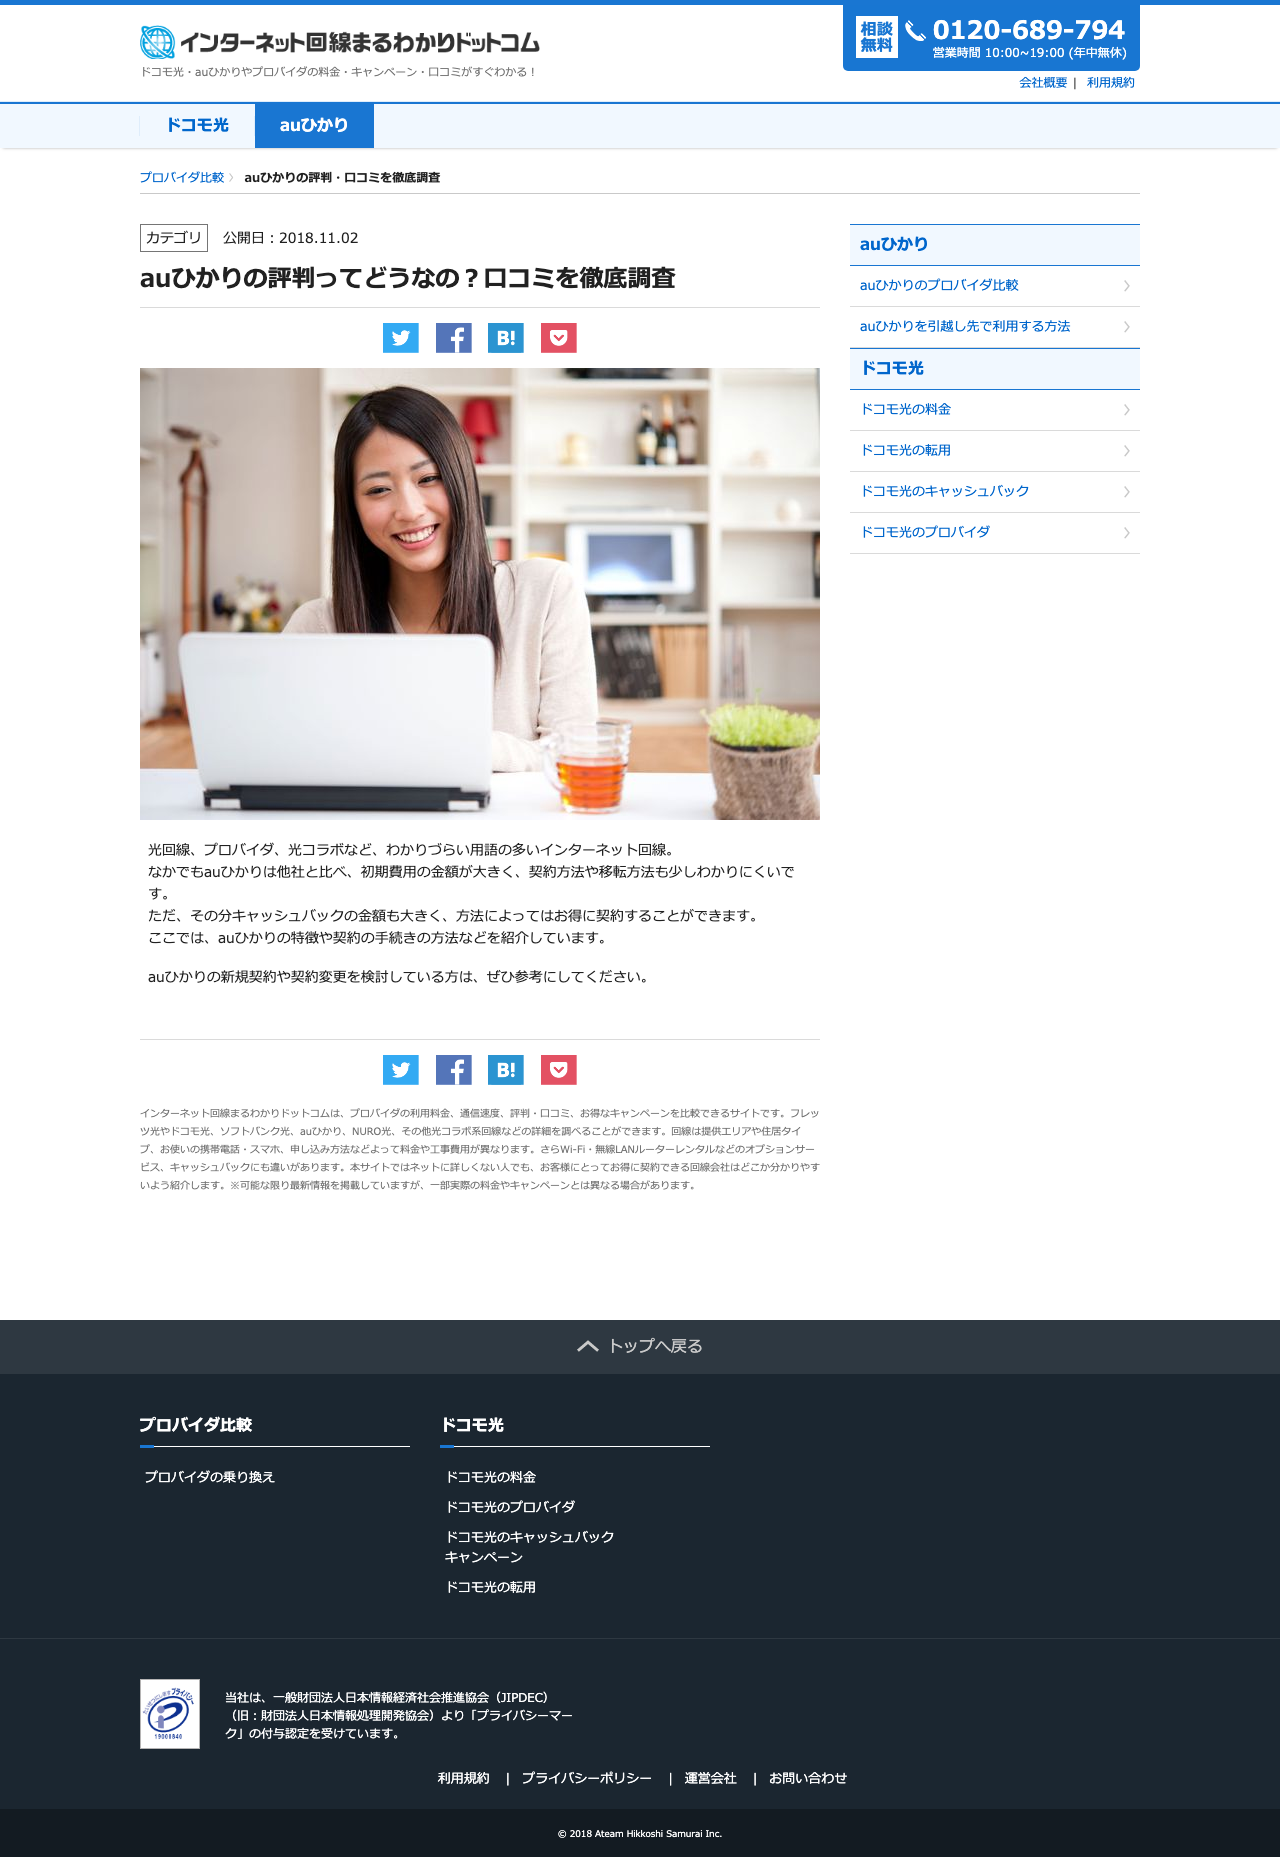 インターネット回線まるわかりドットコム
ドコモ光・auひかりやプロバイダの料金・キャンペーン・口コミがすぐわかる！
相談
無料
0120-689-794
営業時間 10:00~19:00 (年中無休)
会社概要 | 利用規約
ドコモ光
auひかり
プロバイダ比較
auひかりの評判・口コミを徹底調査
カテゴリ
公開日：2018.11.02
auひかりの評判ってどうなの？口コミを徹底調査
B!
光回線、プロバイダ、光コラボなど、わかりづらい用語の多いインターネット回線。
なかでもauひかりは他社と比べ、初期費用の金額が大きく、契約方法や移転方法も少しわかりにくいで
す。
ただ、その分キャッシュバックの金額も大きく、方法によってはお得に契約することができます。
ここでは、auひかりの特徴や契約の手続きの方法などを紹介しています。
auひかりの新規契約や契約変更を検討している方は、ぜひ参考にしてください。
B!
インターネット回線まるわかりドットコムは、プロバイダの利用料金、通信速度、評判・口コミ、お得なキャンペーンを比較できるサイトです。フレッ
ツ光やドコモ光、ソフトバンク光、auひかり、NURO光、その他光コラボ系回線などの詳細を調べることができます。回線は提供エリアや住居タイ
プ、お使いの携帯電話・スマホ、申し込み方法などよって料金や工事費用が異なります。さらWi-Fi・無線LANルーターレンタルなどのオプションサー
ビス、キャッシュバックにも違いがあります。本サイトではネットに詳しくない人でも、お客様にとってお得に契約できる回線会社はどこか分かりやす
いよう紹介します。※可能な限り最新情報を掲載していますが、一部実際の料金やキャンペーンとは異なる場合があります。
auひかり
auひかりのプロバイダ比較
auひかりを引越し先で利用する方法
ドコモ光
ドコモ光の料金
ドコモ光の転用
ドコモ光のキャッシュバック
ドコモ光のプロバイダ
トップへ戻る
プロバイダ比較
プロバイダの乗り換え
ドコモ光
ドコモ光の料金
ドコモ光のプロバイダ
ドコモ光のキャッシュバック
キャンペーン
ドコモ光の転用
プライバシー
19000840
当社は、一般財団法人日本情報経済社会推進協会（JIPDEC）
（旧：財団法人日本情報処理開発協会）より「プライバシーマー
ク」の付与認定を受けています。
利用規約 | プライバシーポリシー | 運営会社 | お問い合わせ
© 2018 Ateam Hikkoshi Samurai Inc.